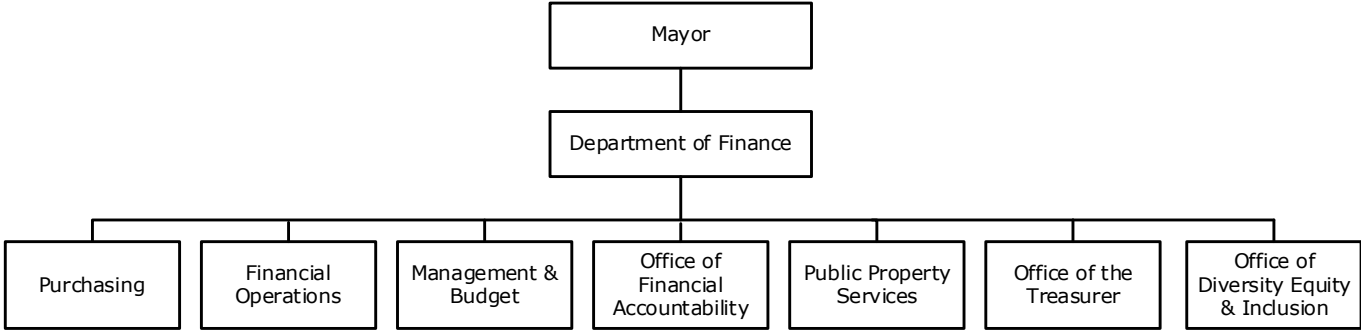 Mayor
Department of Finance
Purchasing
Financial
Operations
Management &
Budget
Office of
Financial
Accountability
Public Property
Services
Office of the
Treasurer
Office of
Diversity Equity
& Inclusion